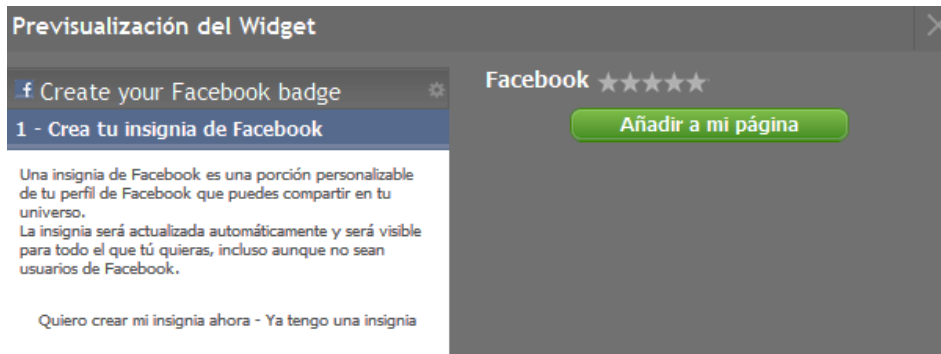 Previsualización del Widget
Create your Facebook badge
1 - Crea tu insignia de Facebook
Una insignia de Facebook es una porción personalizable
de tu perfil de Facebook que puedes compartir en tu
universo.
La insignia será actualizada automáticamente y será visible
para todo el que tú quieras, incluso aunque no sean
usuarios de Facebook.
Quiero crear mi insignia ahora - Ya tengo una insignia
Facebook
Añadir a mi página